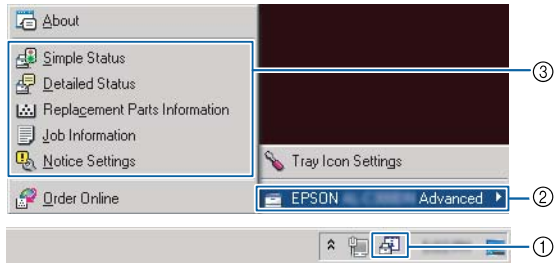 About
Simple Status
Detailed Status
Replacement Parts Information
Job Information
Notice Settings
Order Online
Tray Icon Settings
EPSON Advanced
③
②
①